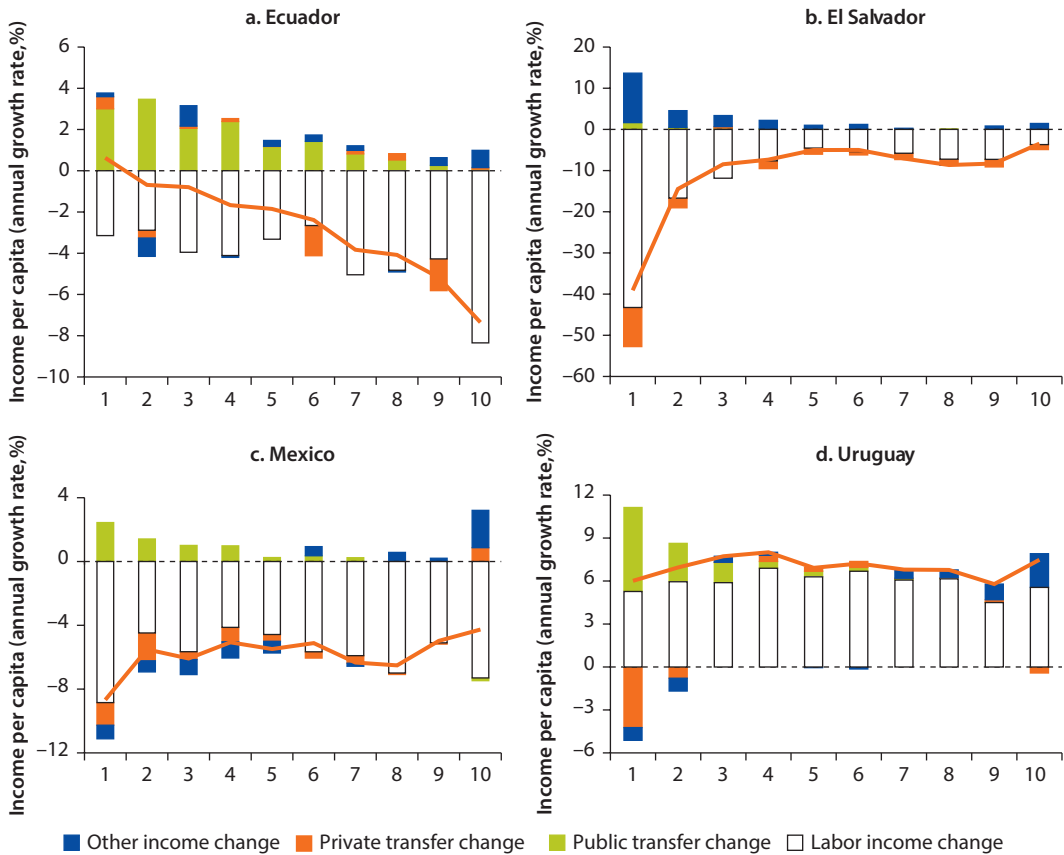 a. Ecuador
Income per capita (annual growth rate,%)
6
4
2
0
–2
–4
–6
–8
–10
1 2 3 4 5 6 7 8 9 10
b. El Salvador
Income per capita (annual growth rate,%)
20
10
0
–10
–20
–30
–40
–50
–60
1 2 3 4 5 6 7 8 9 10
c. Mexico
Income per capita (annual growth rate,%)
4
0
–4
–8
–12
1 2 3 4 5 6 7 8 9 10
d. Uruguay
Income per capita (annual growth rate,%)
12
9
6
3
0
–3
–6
1 2 3 4 5 6 7 8 9 10
Other income change Private transfer change Public transfer change Labor income change